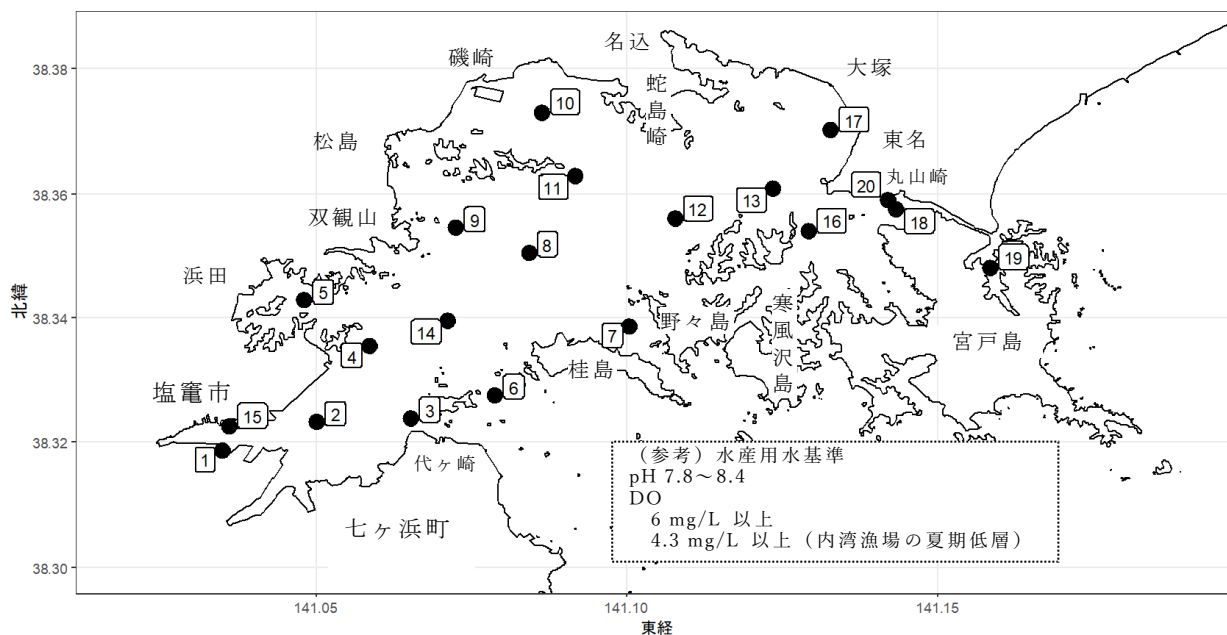 名込
磯崎
大塚
38.38
蛇島崎
10
17
松島
東名
丸山崎
20
11
13
38.36
双観山
9
12
16
18
8
浜田
19
5
寒風沢島
北緯
38.34
14
7
野々島
宮戸島
4
桂島
塩竈市
6
15
2
3
38.32
1
代ヶ崎
（参考）水産用水基準
pH 7.8～8.4
DO
6 mg/L 以上
4.3 mg/L 以上（内湾漁場の夏期低層）
七ヶ浜町
38.30
141.05
141.10
141.15
東経